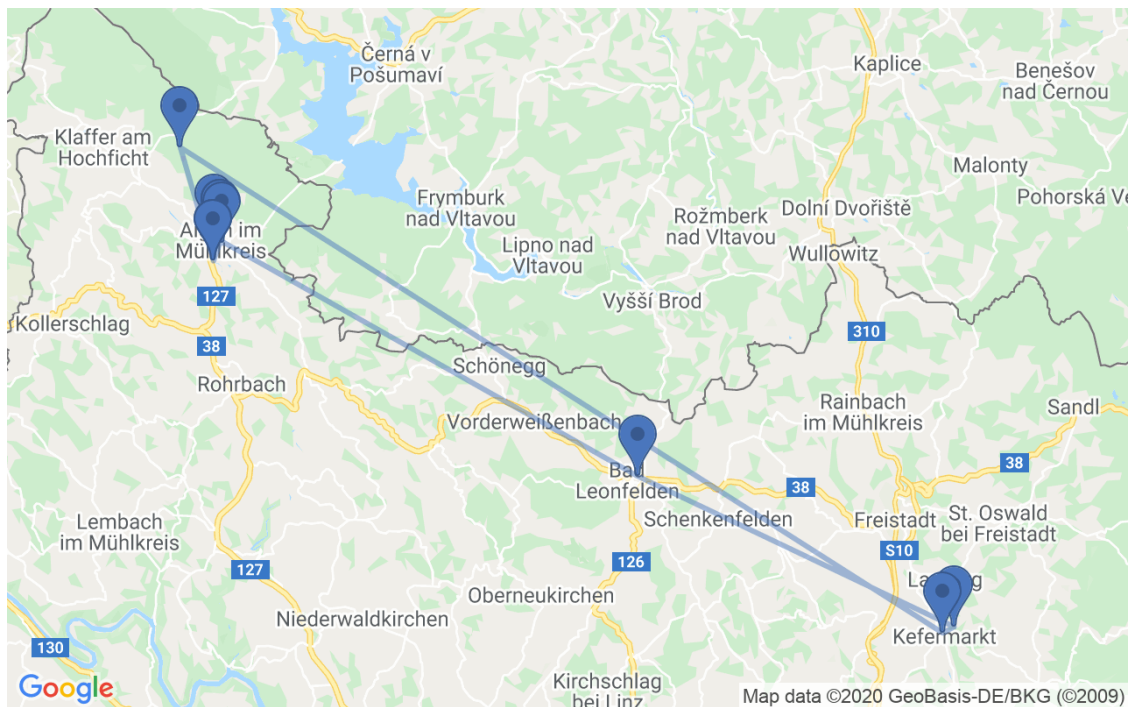 Černá v
Pošumaví
Kaplice
Benešov
nad Černou
Klaffer am
Hochficht
Malonty
Pohorská Ve
Frymburk
nad Vltavou
Rožmberk
nad Vltavou
Dolní Dvořiště
Lipno nad
Vltavou
Wullowitz
im
Mühlkreis
127
Vyšší Brod
Kollerschlag
310
38
Schönegg
Rohrbach
Vorderweißenbach
Rainbach
im Mühlkreis
Sandl
Bad
Leonfelden
38
38
Lembach
im Mühlkreis
Schenkenfelden
Freistadt
St. Oswald
bei Freistadt
S10
126
127
Oberneukirchen
Niederwaldkirchen
Kefermarkt
130
Kirchschlag
bei Linz
Google
Map data ©2020 GeoBasis-DE/BKG (©2009)